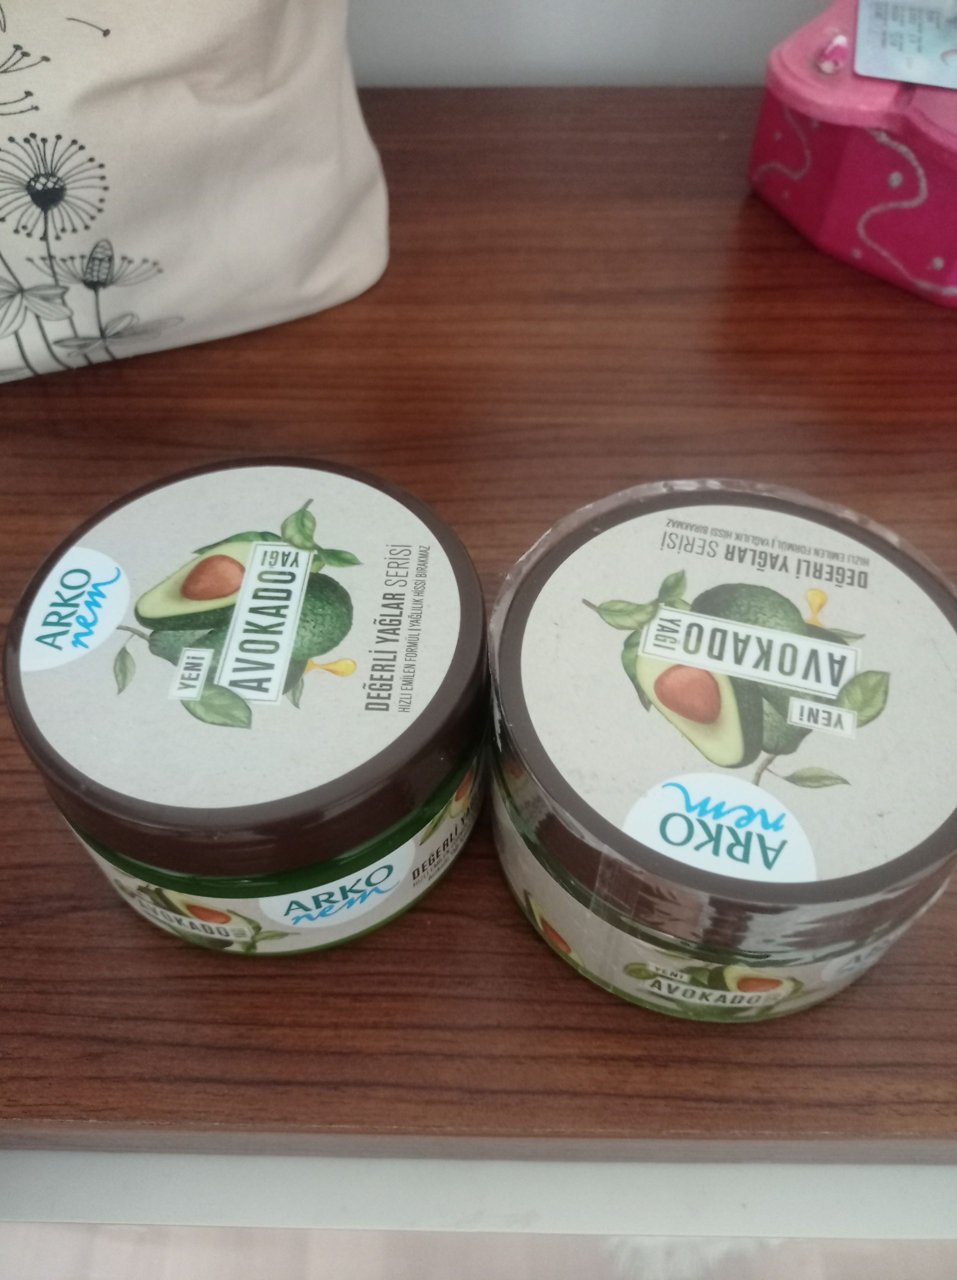 ARKO
nem
YENİ
AVOKADO
YAĞI
DEĞERLİ YAĞLAR SERİSİ
HIZLI EMİLEN FORMÜL | YAĞLILIK HİSSİ BIRAKMAZ
AVOKADO
ARKO
nem
DEĞERLİ
ARKO
nem
YENİ
AVOKADO
YAĞI
DEĞERLİ YAĞLAR SERİSİ
HIZLI EMİLEN FORMÜL | YAĞLILIK HİSSİ BIRAKMAZ
YENİ
AVOKADO